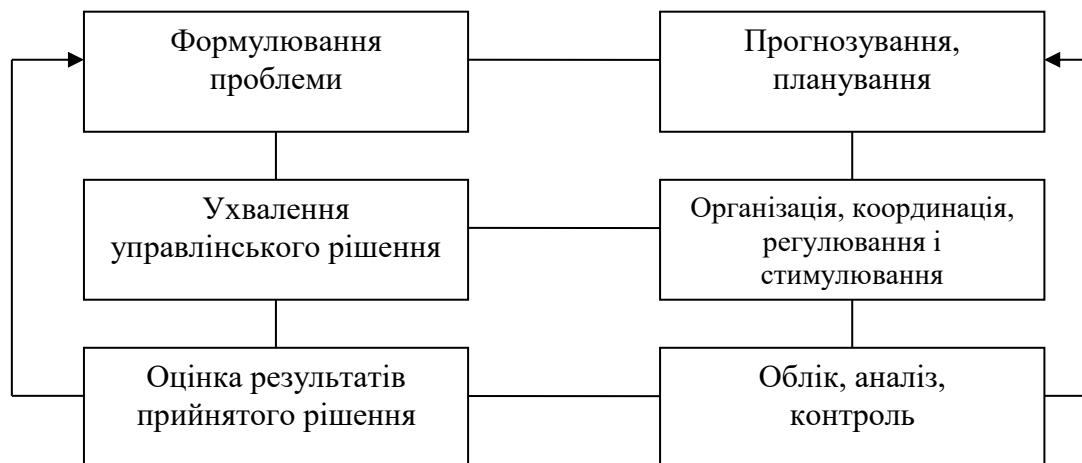 Формулювання
проблеми
Прогнозування,
планування
Ухвалення
управлінського рішення
Організація, координація,
регулювання і
стимулювання
Оцінка результатів
прийнятого рішення
Облік, аналіз,
контроль